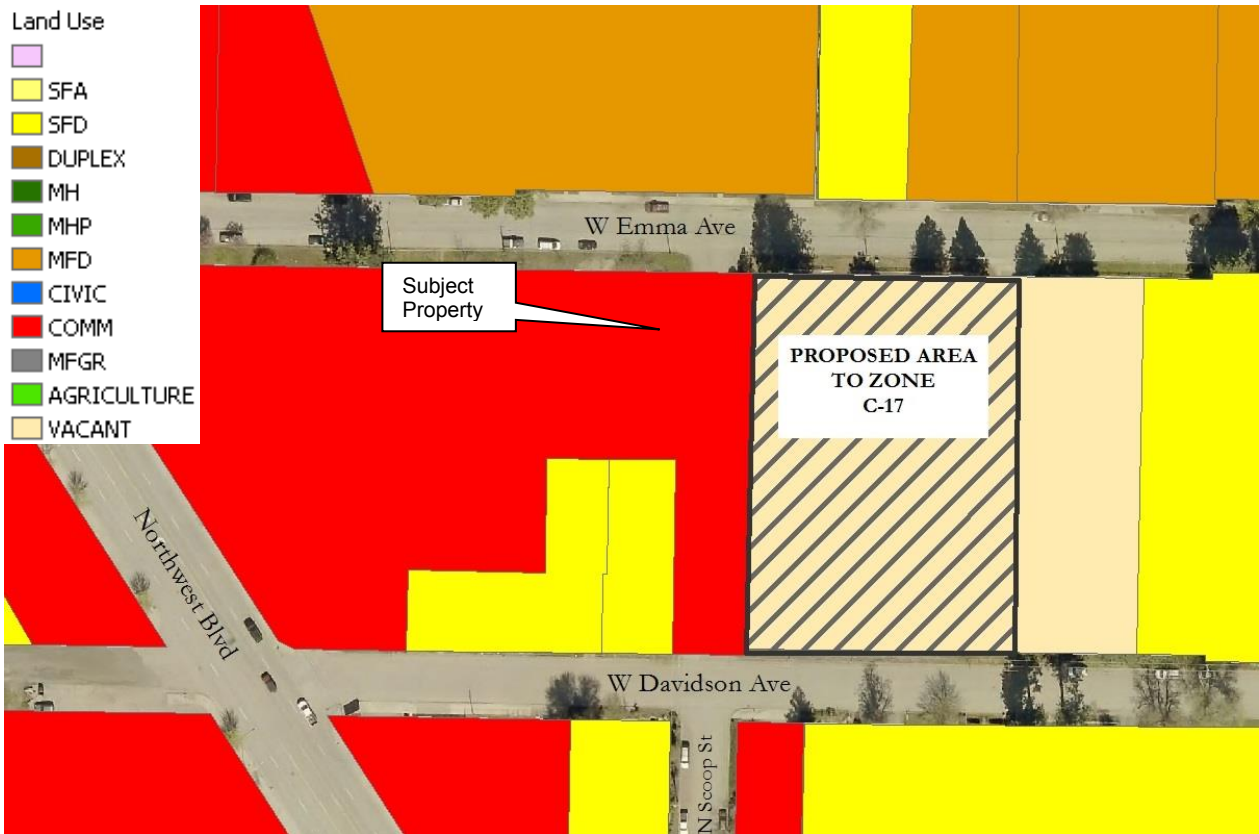 Land Use
SFA
SFD
DUPLEX
MH
MHP
MFD
CIVIC
COMM
MFGR
AGRICULTURE
VACANT
W Emma Ave
Subject
Property
PROPOSED AREA
TO ZONE
C-17
Northwest Blvd
W Davidson Ave
N Scoop St